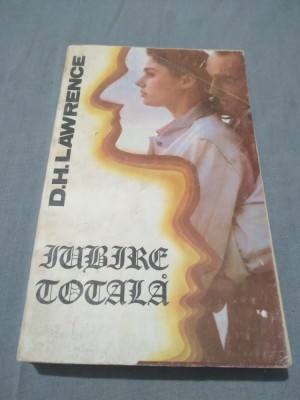 D.H. LAWRENCE
IUBIRE
TOTALĂ